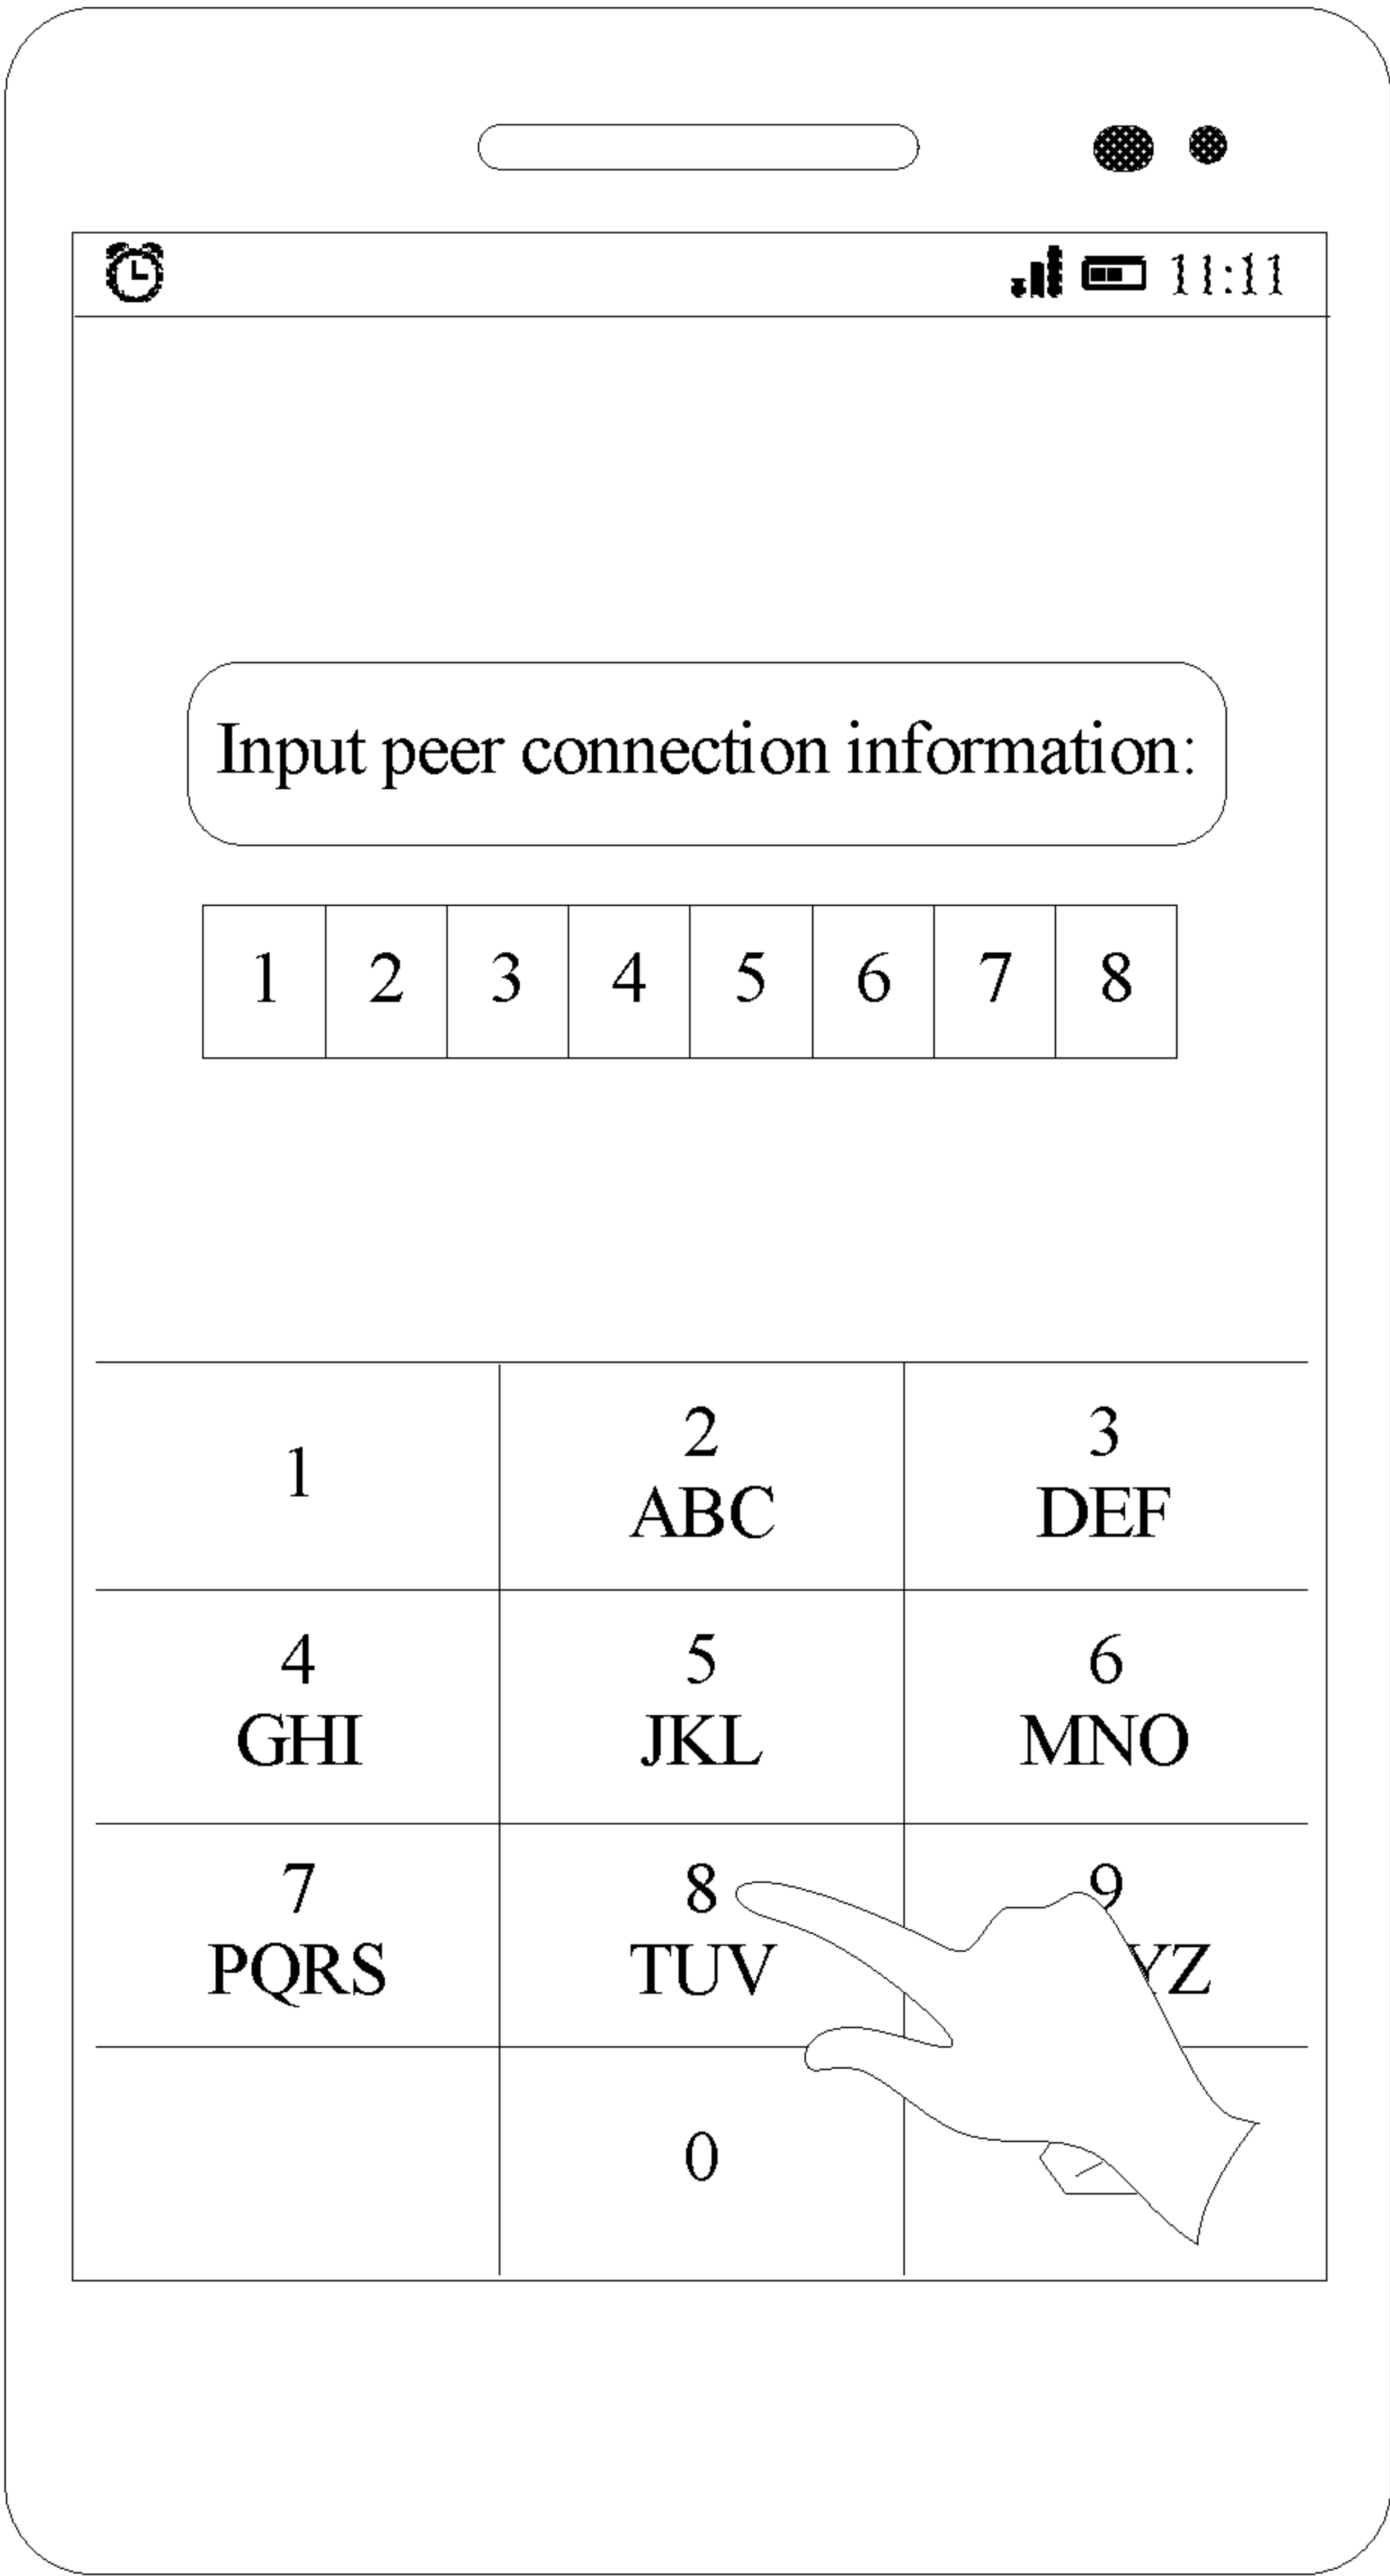 11:11
Input peer connection information:
1 2 3 4 5 6 7 8
1 2 3
ABC DEF
4 5 6
GHI JKL MNO
7 8 9
PQRS TUV YZ
0